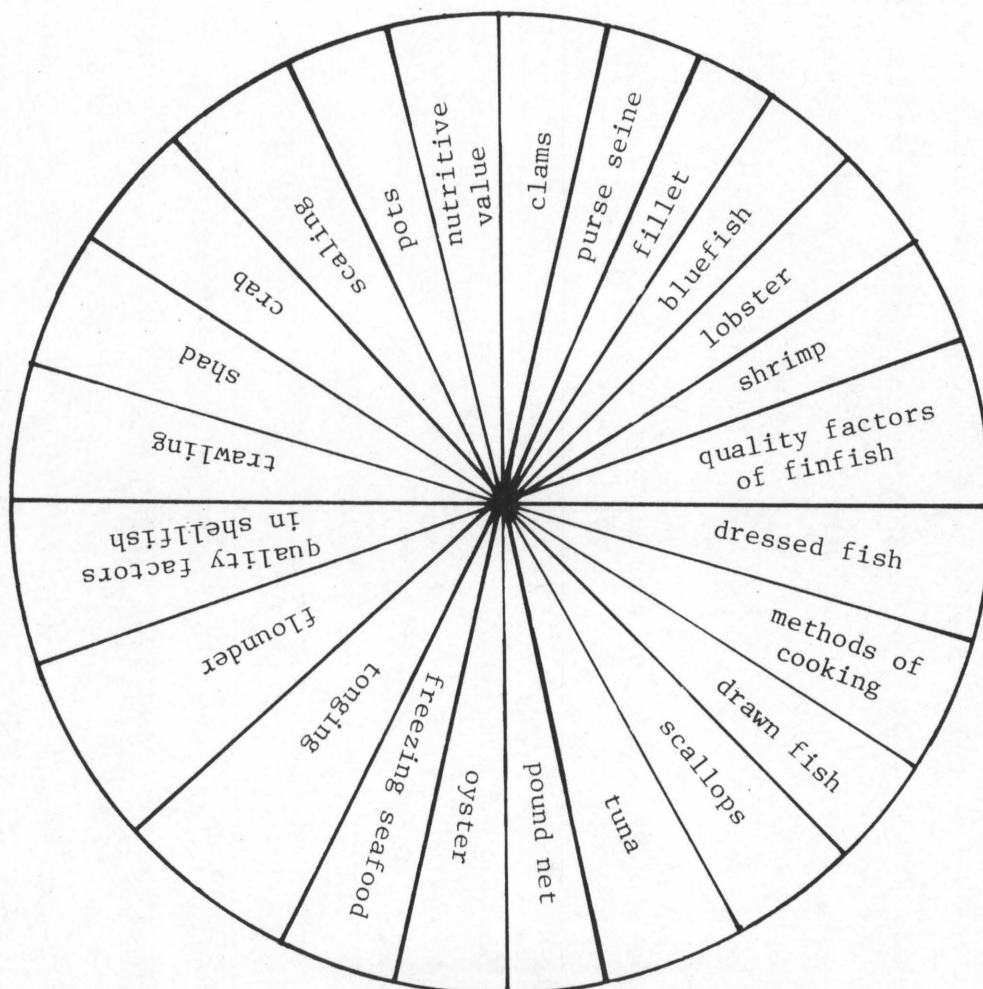 clams
purse seine
fillet
bluefish
lobster
shrimp
quality factors
of finfish
dressed fish
methods of
cooking
drawn fish
scallops
tuna
pound net
oyster
freezing seafood
tonging
flounder
quality factors
in shellfish
trawling
shad
crab
scaling
pots
nutritive
value